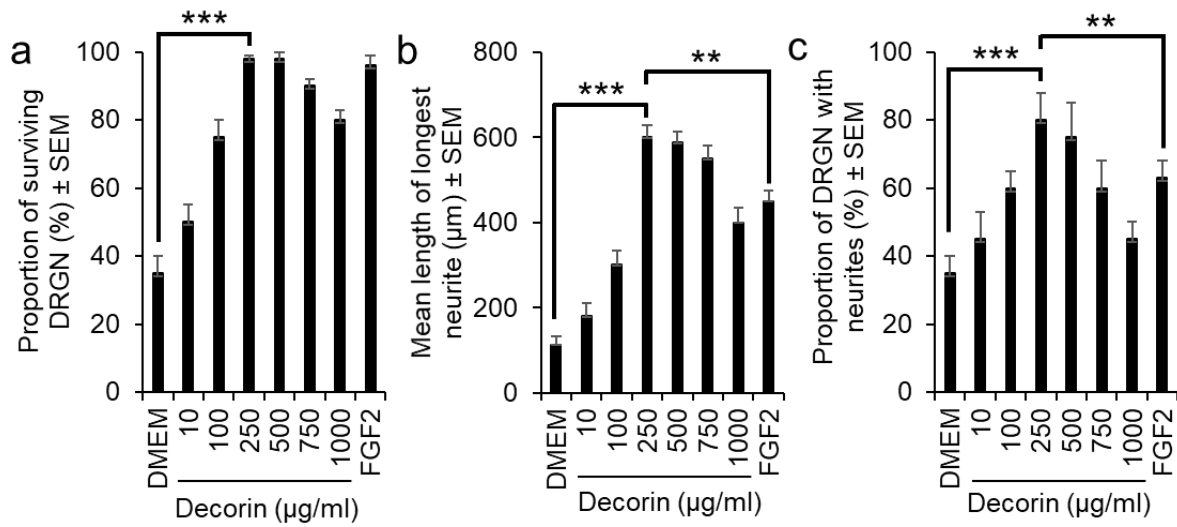 a
***
Proportion of surviving
DRGN (%) ± SEM
100
80
60
40
20
0
DMEM
10
100
250
500
750
1000
FGF2
Decorin (µg/ml)
b
***
**
Mean length of longest
neurite (µm) ± SEM
800
600
400
200
0
DMEM
10
100
250
500
750
1000
FGF2
Decorin (µg/ml)
c
***
**
Proportion of DRGN with
neurites (%) ± SEM
100
80
60
40
20
0
DMEM
10
100
250
500
750
1000
FGF2
Decorin (µg/ml)